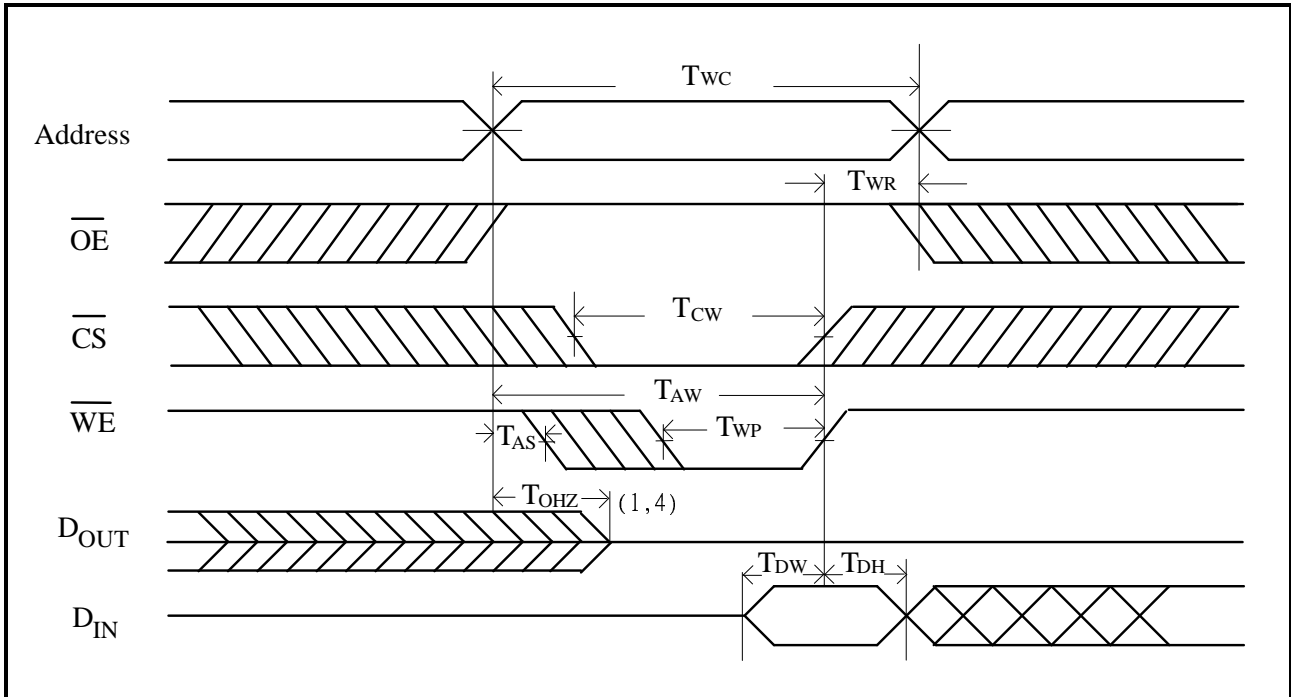 TWC
Address
TWR
OE
TCW
CS
TAW
WE
TAS
TWP
TOHZ (1,4)
DOUT
TDW TDH
DIN